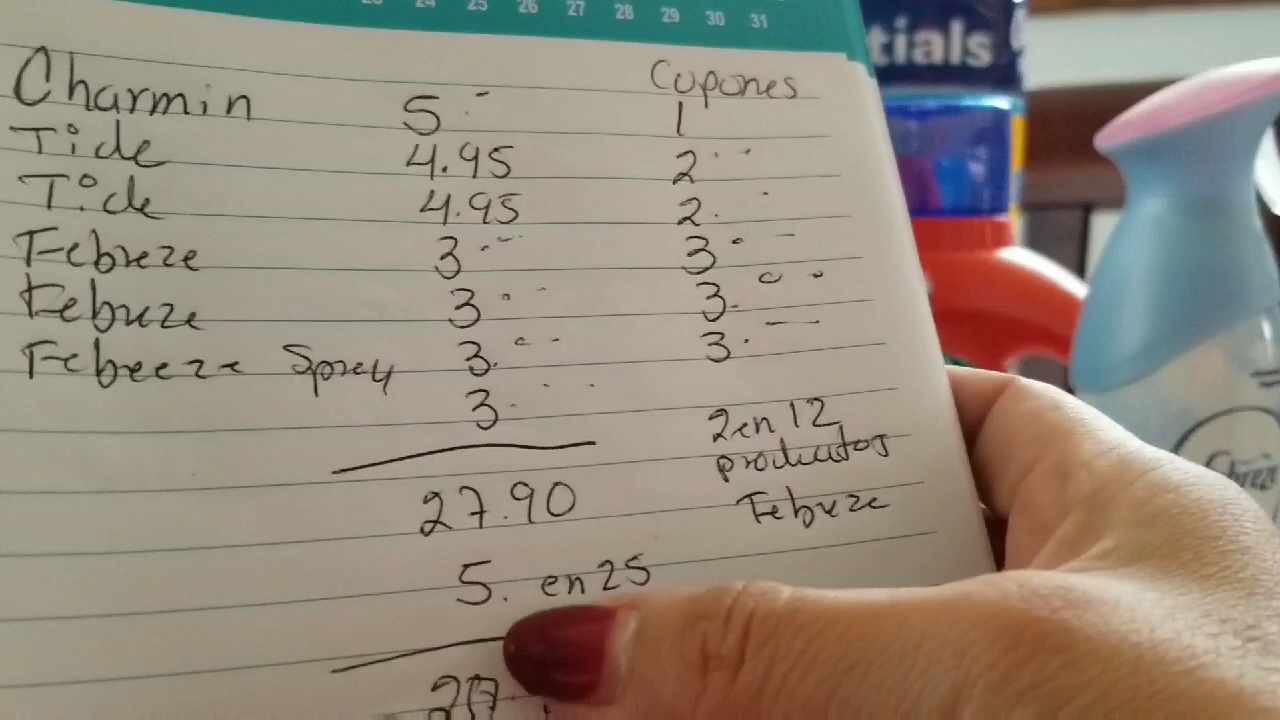 23 24 25 26 27 28 29 30 31
tials
Cupones
Charmin 5.- 1
Tide 4.95 2..
Tide 4.95 2.
Febreze 3.-- 3.-
Febreze 3.. 3...
Febreeze Sprey 3... 3.--
3.
2 en 12
productos
Febreze
27.90
5. en 25